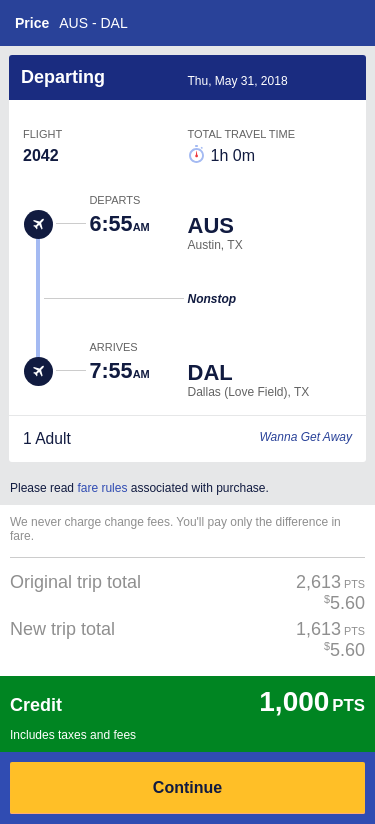 Price AUS - DAL
Departing Thu, May 31, 2018
FLIGHT TOTAL TRAVEL TIME
2042 1h 0m
DEPARTS
6:55AM AUS
Austin, TX
Nonstop
ARRIVES
7:55AM DAL
Dallas (Love Field), TX
1 Adult Wanna Get Away
Please read fare rules associated with purchase.
We never charge change fees. You'll pay only the difference in
fare.
Original trip total 2,613 PTS
$5.60
New trip total 1,613 PTS
$5.60
Credit 1,000 PTS
Includes taxes and fees
Continue